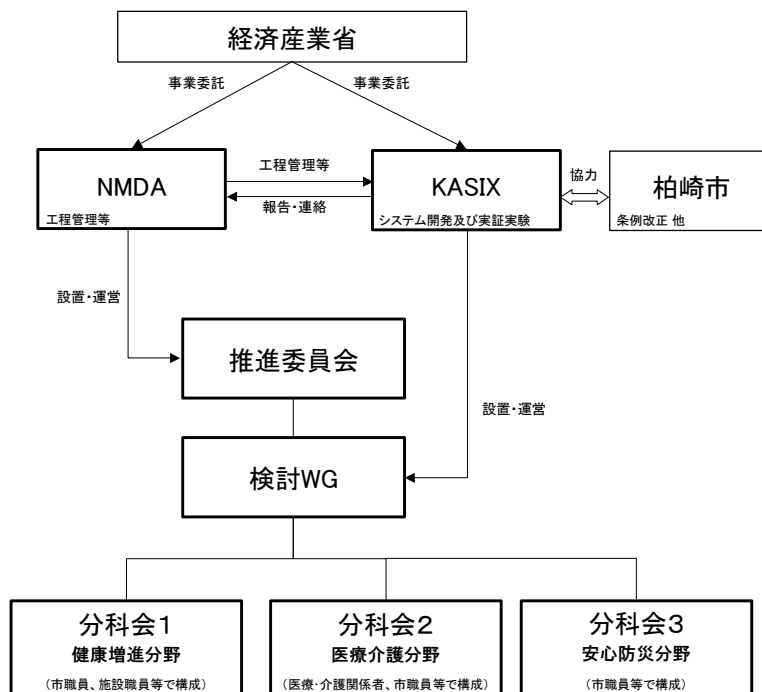 経済産業省
事業委託
事業委託
NMDA
工程管理等
工程管理等
報告・連絡
KASIX
システム開発及び実証実験
協力
柏崎市
条例改正 他
設置・運営
推進委員会
設置・運営
検討WG
分科会1
健康増進分野
（市職員、施設職員等で構成）
分科会2
医療介護分野
（医療・介護関係者、市職員等で構成）
分科会3
安心防災分野
（市職員等で構成）